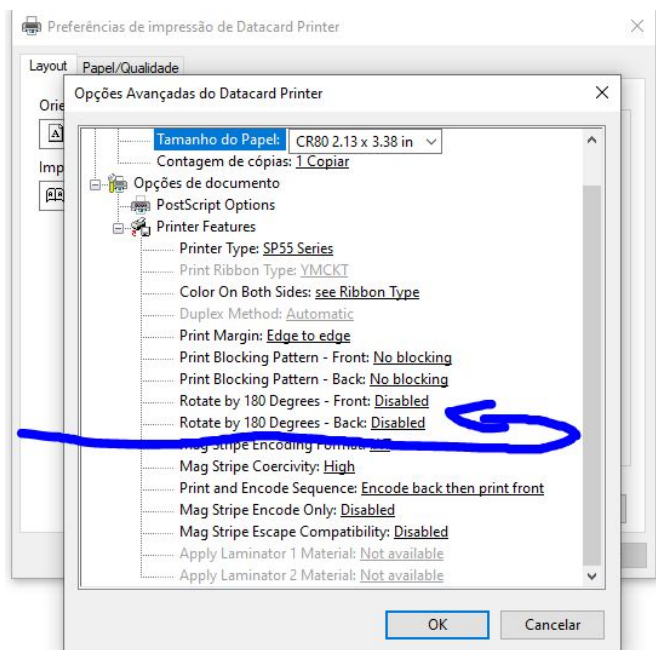 Preferências de impressão de Datacard Printer
Layout Papel/Qualidade
Opções Avançadas do Datacard Printer
Orie
A
Imp
Tamanho do Papel: CR80 2.13 x 3.38 in
Contagem de cópias: 1 Copiar
Opções de documento
PostScript Options
Printer Features
Printer Type: SP55 Series
Print Ribbon Type: YMCKT
Color On Both Sides: see Ribbon Type
Duplex Method: Automatic
Print Margin: Edge to edge
Print Blocking Pattern - Front: No blocking
Print Blocking Pattern - Back: No blocking
Rotate by 180 Degrees - Front: Disabled
Rotate by 180 Degrees - Back: Disabled
Mag Stripe Encoding Format:
Mag Stripe Coercivity: High
Print and Encode Sequence: Encode back then print front
Mag Stripe Encode Only: Disabled
Mag Stripe Escape Compatibility: Disabled
Apply Laminator 1 Material: Not available
Apply Laminator 2 Material: Not available
OK Cancelar